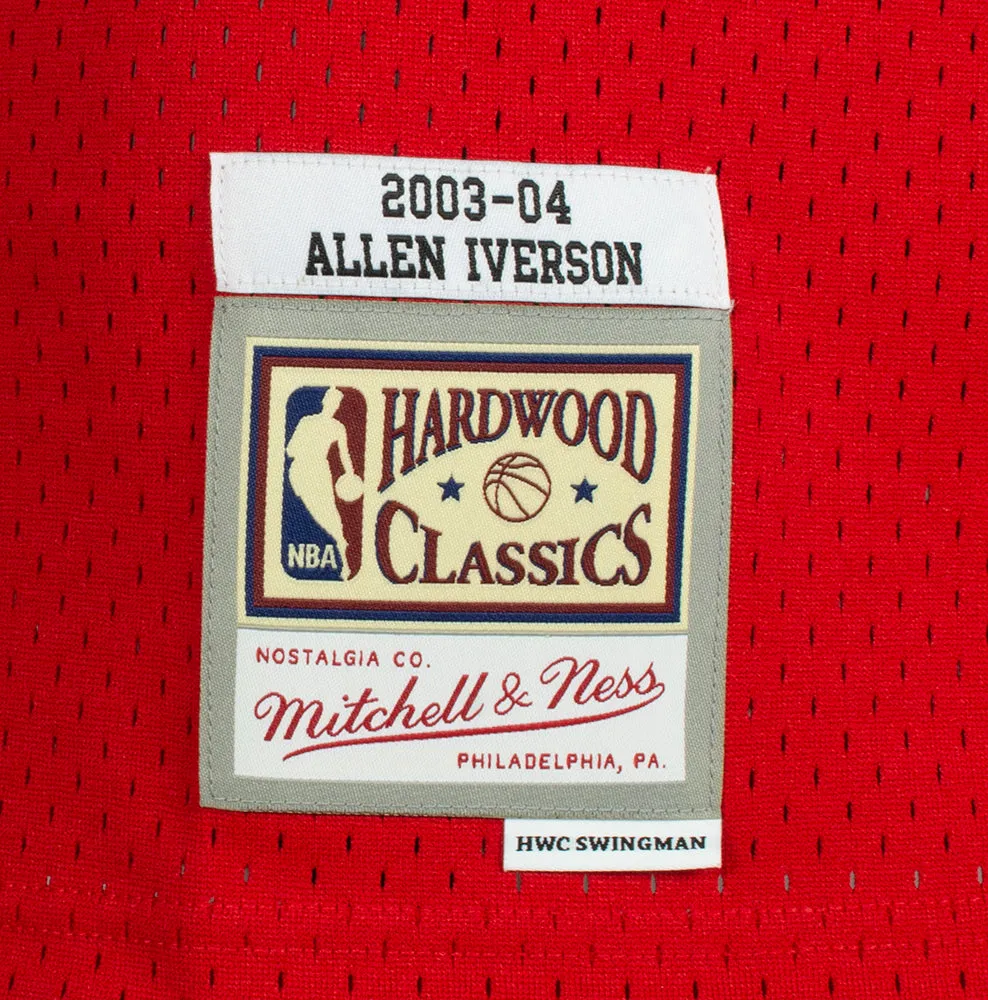 2003-04
ALLEN IVERSON
HARDWOOD
CLASSICS
NBA
NOSTALGIA CO.
Mitchell & Ness
PHILADELPHIA, PA.
HWC SWINGMAN